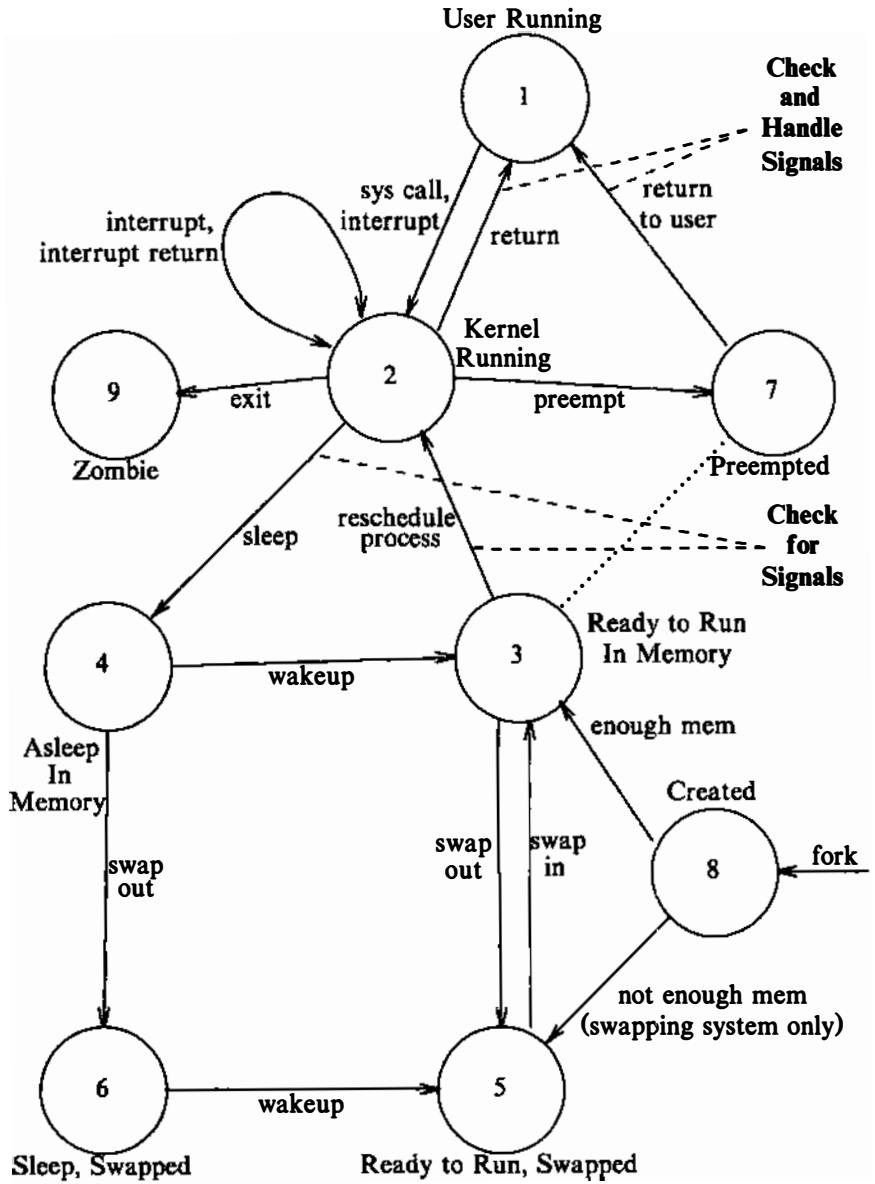 User Running
1
Check
and
Handle
Signals
sys call,
interrupt
return
return
to user
interrupt,
interrupt return
Kernel
Running
2
9
exit
preempt
7
Zombie
Preempted
sleep
reschedule
process
Check
for
Signals
4
wakeup
3
Ready to Run
In Memory
Asleep
In
Memory
enough mem
Created
swap
out
swap
out
swap
in
8
fork
not enough mem
(swapping system only)
6
wakeup
5
Sleep, Swapped
Ready to Run, Swapped